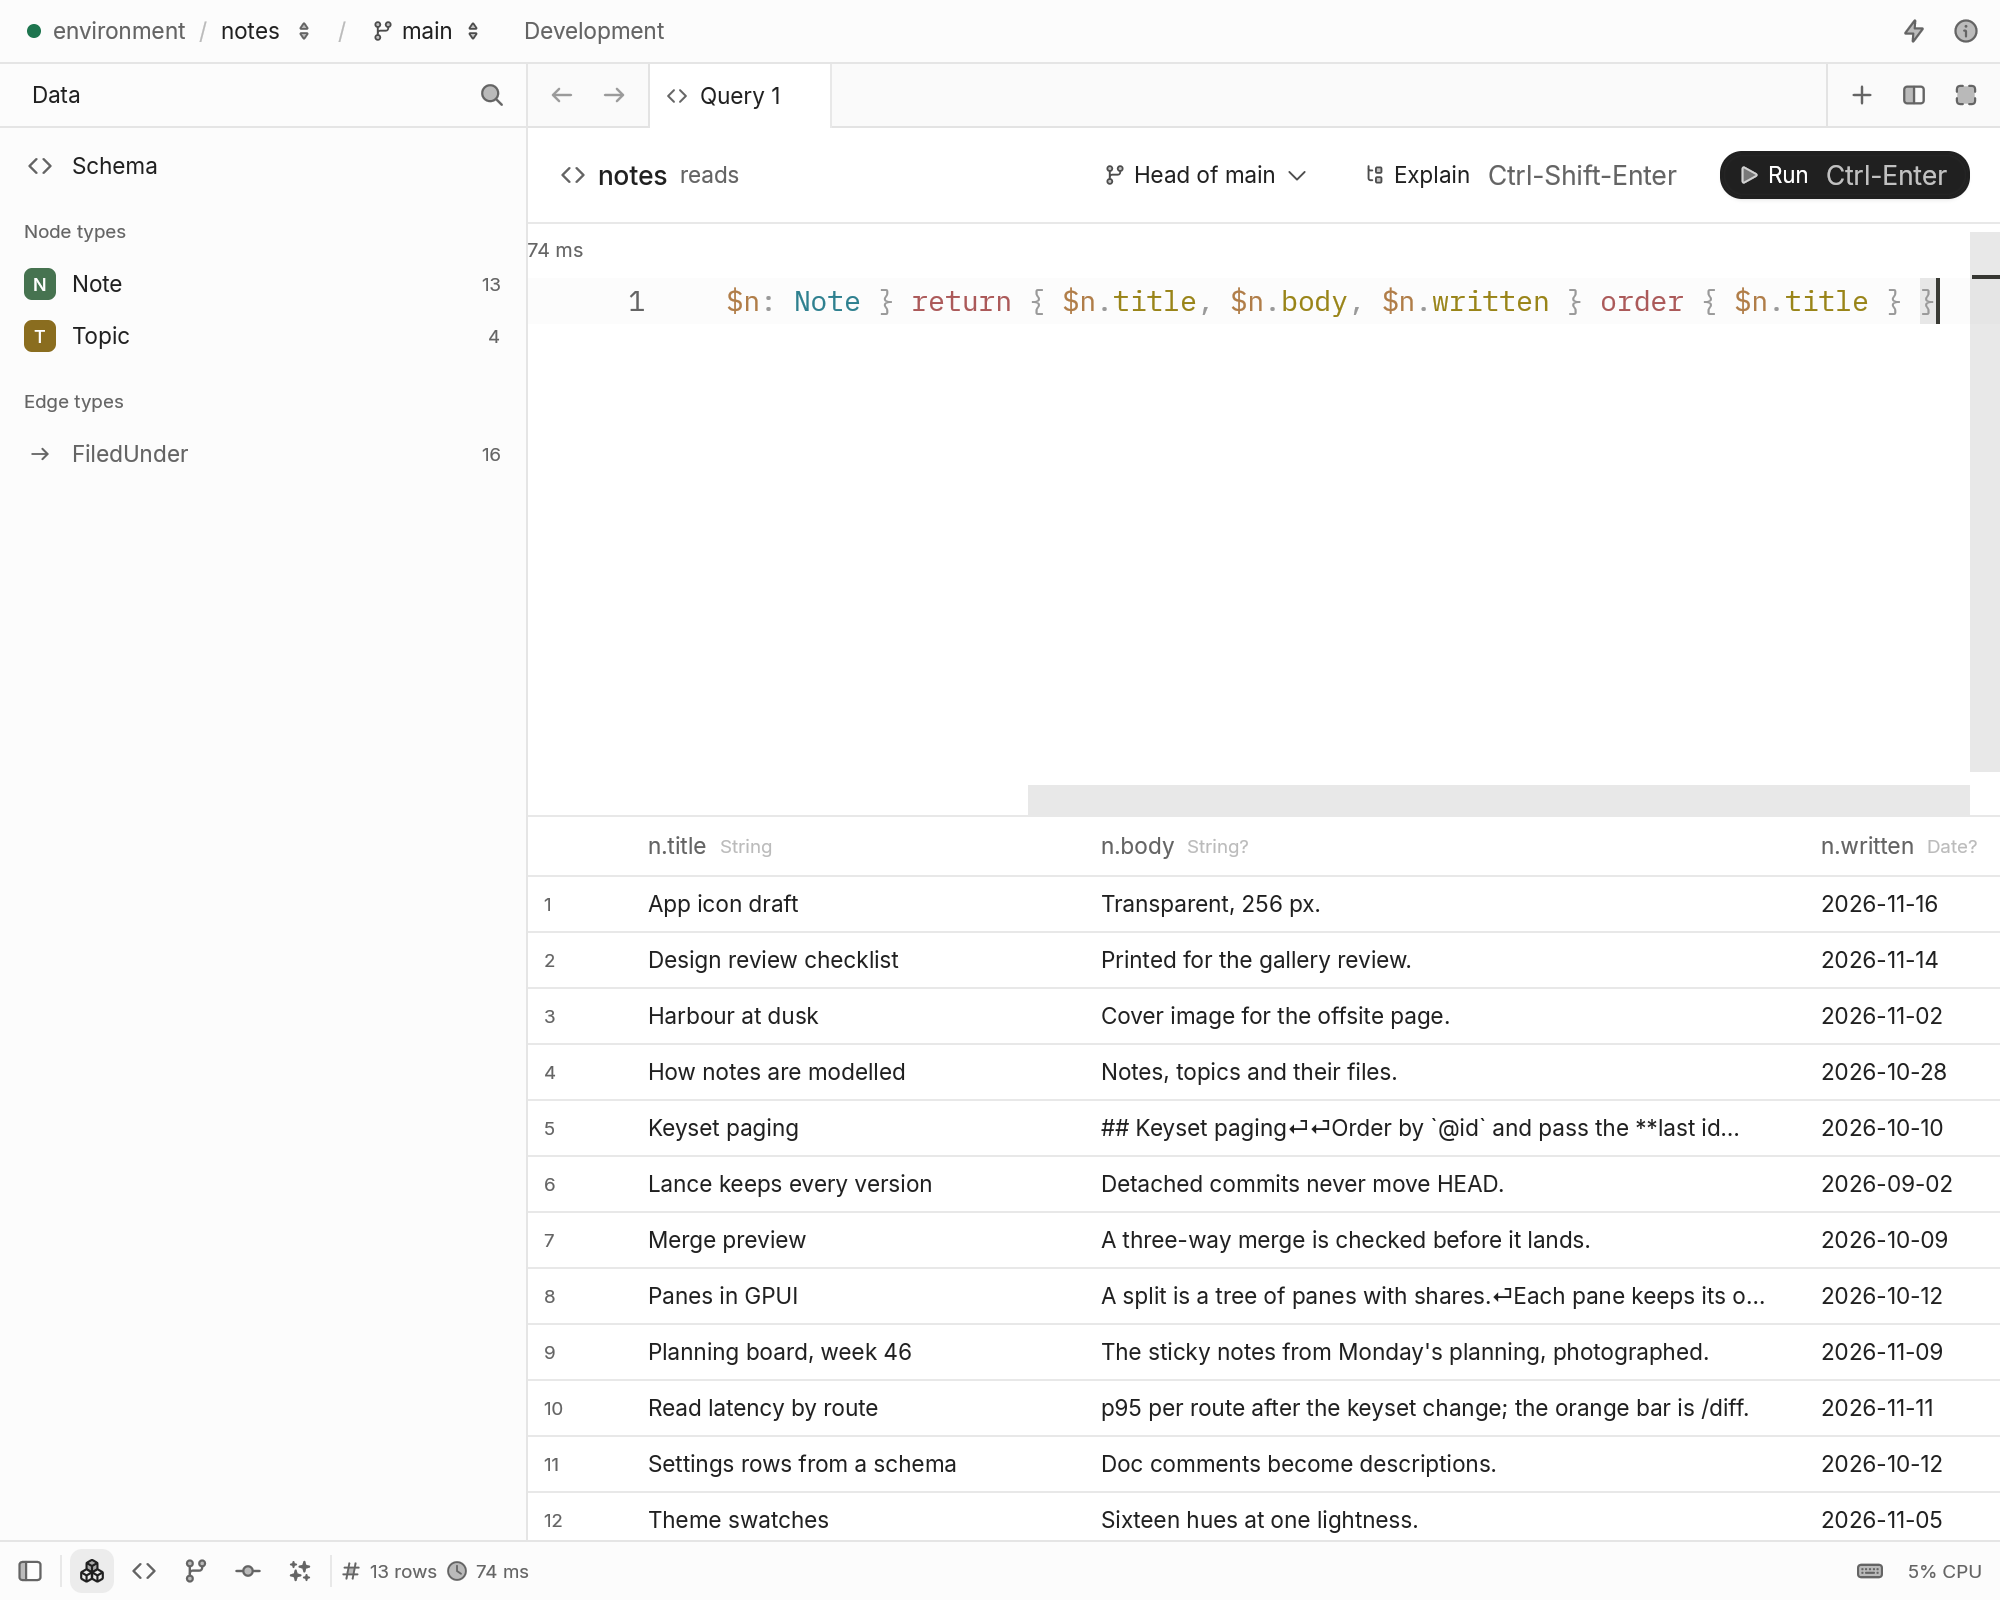 environment / notes / main Development
Data
Query 1
Schema
notes reads Head of main Explain Ctrl-Shift-Enter Run Ctrl-Enter
Node types
74 ms
N Note 13
1 $n: Note } return { $n.title, $n.body, $n.written } order { $n.title } }
T Topic 4
Edge types
FiledUnder 16
n.title String n.body String? n.written Date?
1 App icon draft Transparent, 256 px. 2026-11-16
2 Design review checklist Printed for the gallery review. 2026-11-14
3 Harbour at dusk Cover image for the offsite page. 2026-11-02
4 How notes are modelled Notes, topics and their files. 2026-10-28
5 Keyset paging ## Keyset paging⏎⏎Order by `@id` and pass the **last id… 2026-10-10
6 Lance keeps every version Detached commits never move HEAD. 2026-09-02
7 Merge preview A three-way merge is checked before it lands. 2026-10-09
8 Panes in GPUI A split is a tree of panes with shares.⏎Each pane keeps its o… 2026-10-12
9 Planning board, week 46 The sticky notes from Monday's planning, photographed. 2026-11-09
10 Read latency by route p95 per route after the keyset change; the orange bar is /diff. 2026-11-11
11 Settings rows from a schema Doc comments become descriptions. 2026-10-12
12 Theme swatches Sixteen hues at one lightness. 2026-11-05
13 rows 74 ms 5% CPU